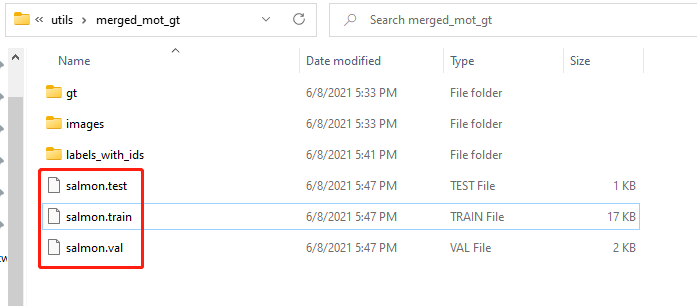 « utils > merged_mot_gt
Search merged_mot_gt
Name Date modified Type Size
gt 6/8/2021 5:33 PM File folder
images 6/8/2021 5:33 PM File folder
labels_with_ids 6/8/2021 5:41 PM File folder
salmon.test 6/8/2021 5:47 PM TEST File 1 KB
salmon.train 6/8/2021 5:47 PM TRAIN File 17 KB
salmon.val 6/8/2021 5:47 PM VAL File 2 KB